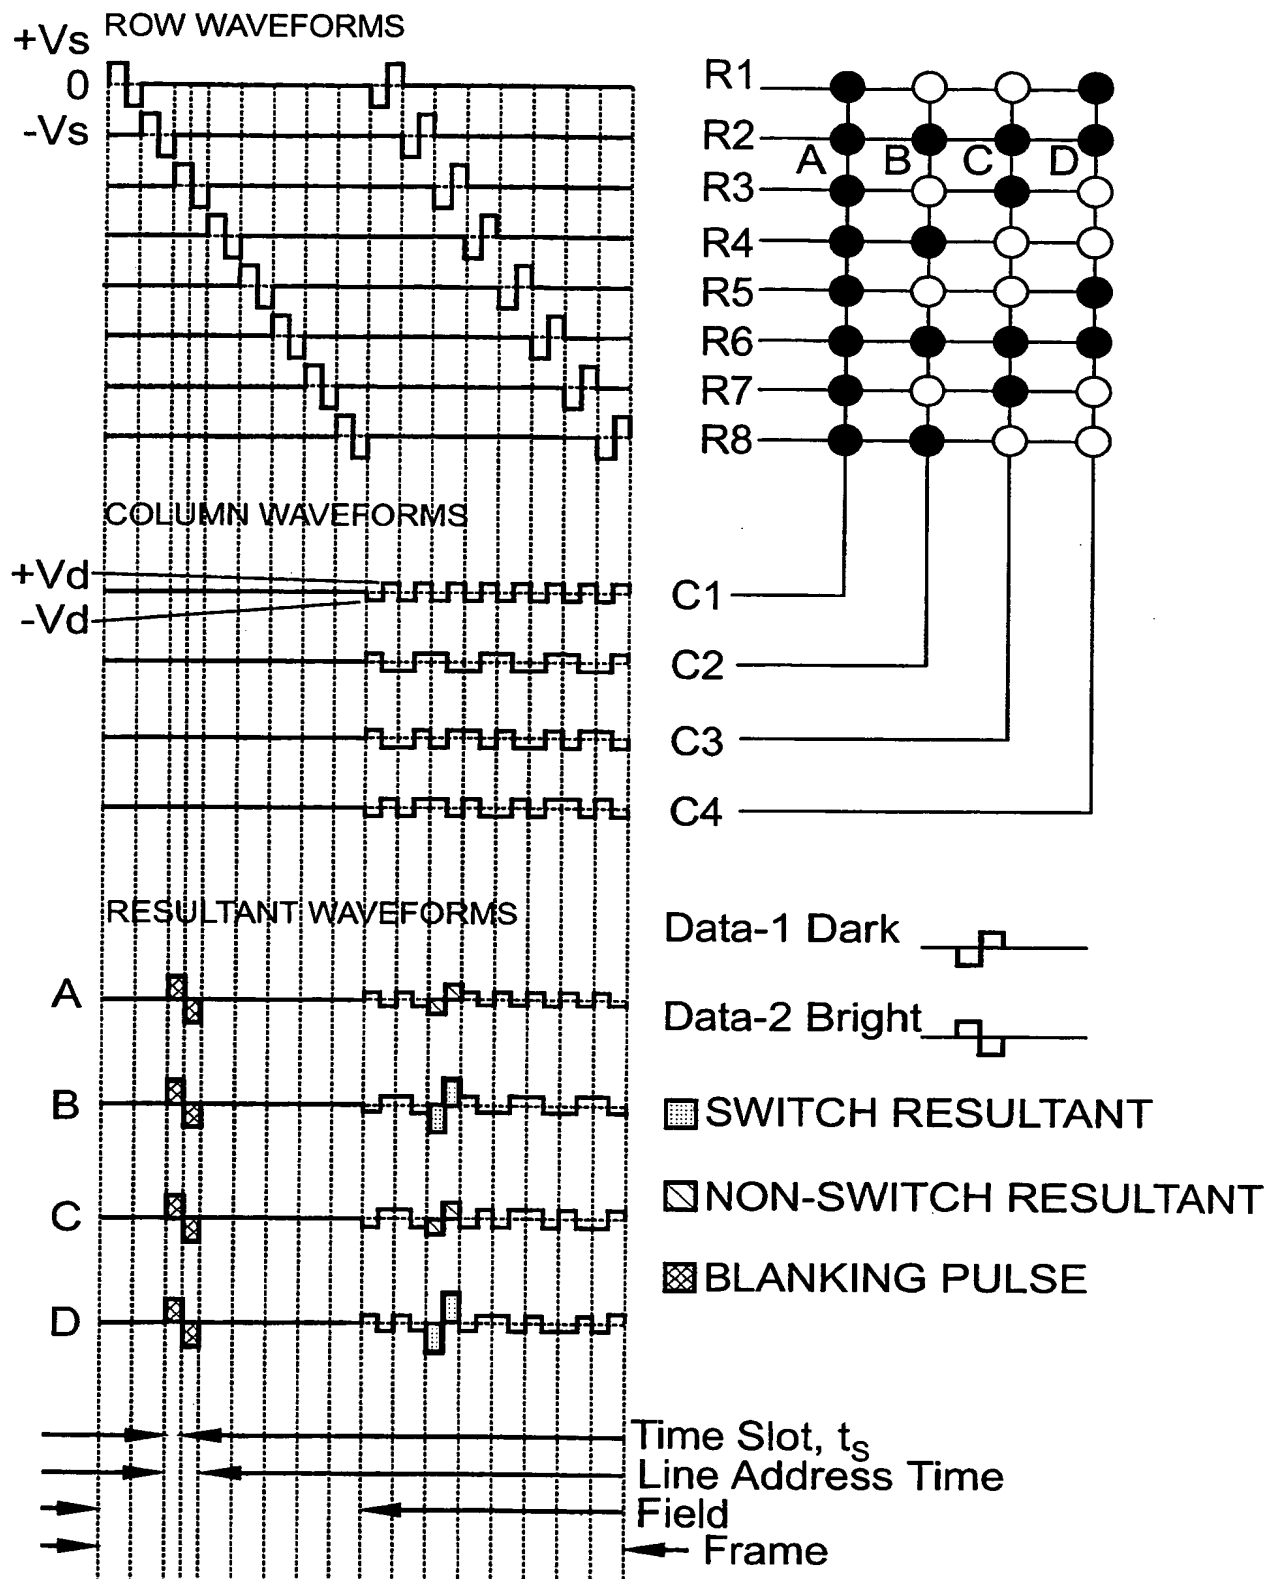 ROW WAVEFORMS
+Vs
0
-Vs
R1
R2
A B C D
R3
R4
R5
R6
R7
R8
COLUMN WAVEFORMS
+Vd
-Vd
C1
C2
C3
C4
RESULTANT WAVEFORMS
A
B
C
D
Data-1 Dark
Data-2 Bright
SWITCH RESULTANT
NON-SWITCH RESULTANT
BLANKING PULSE
Time Slot, tS
Line Address Time
Field
Frame